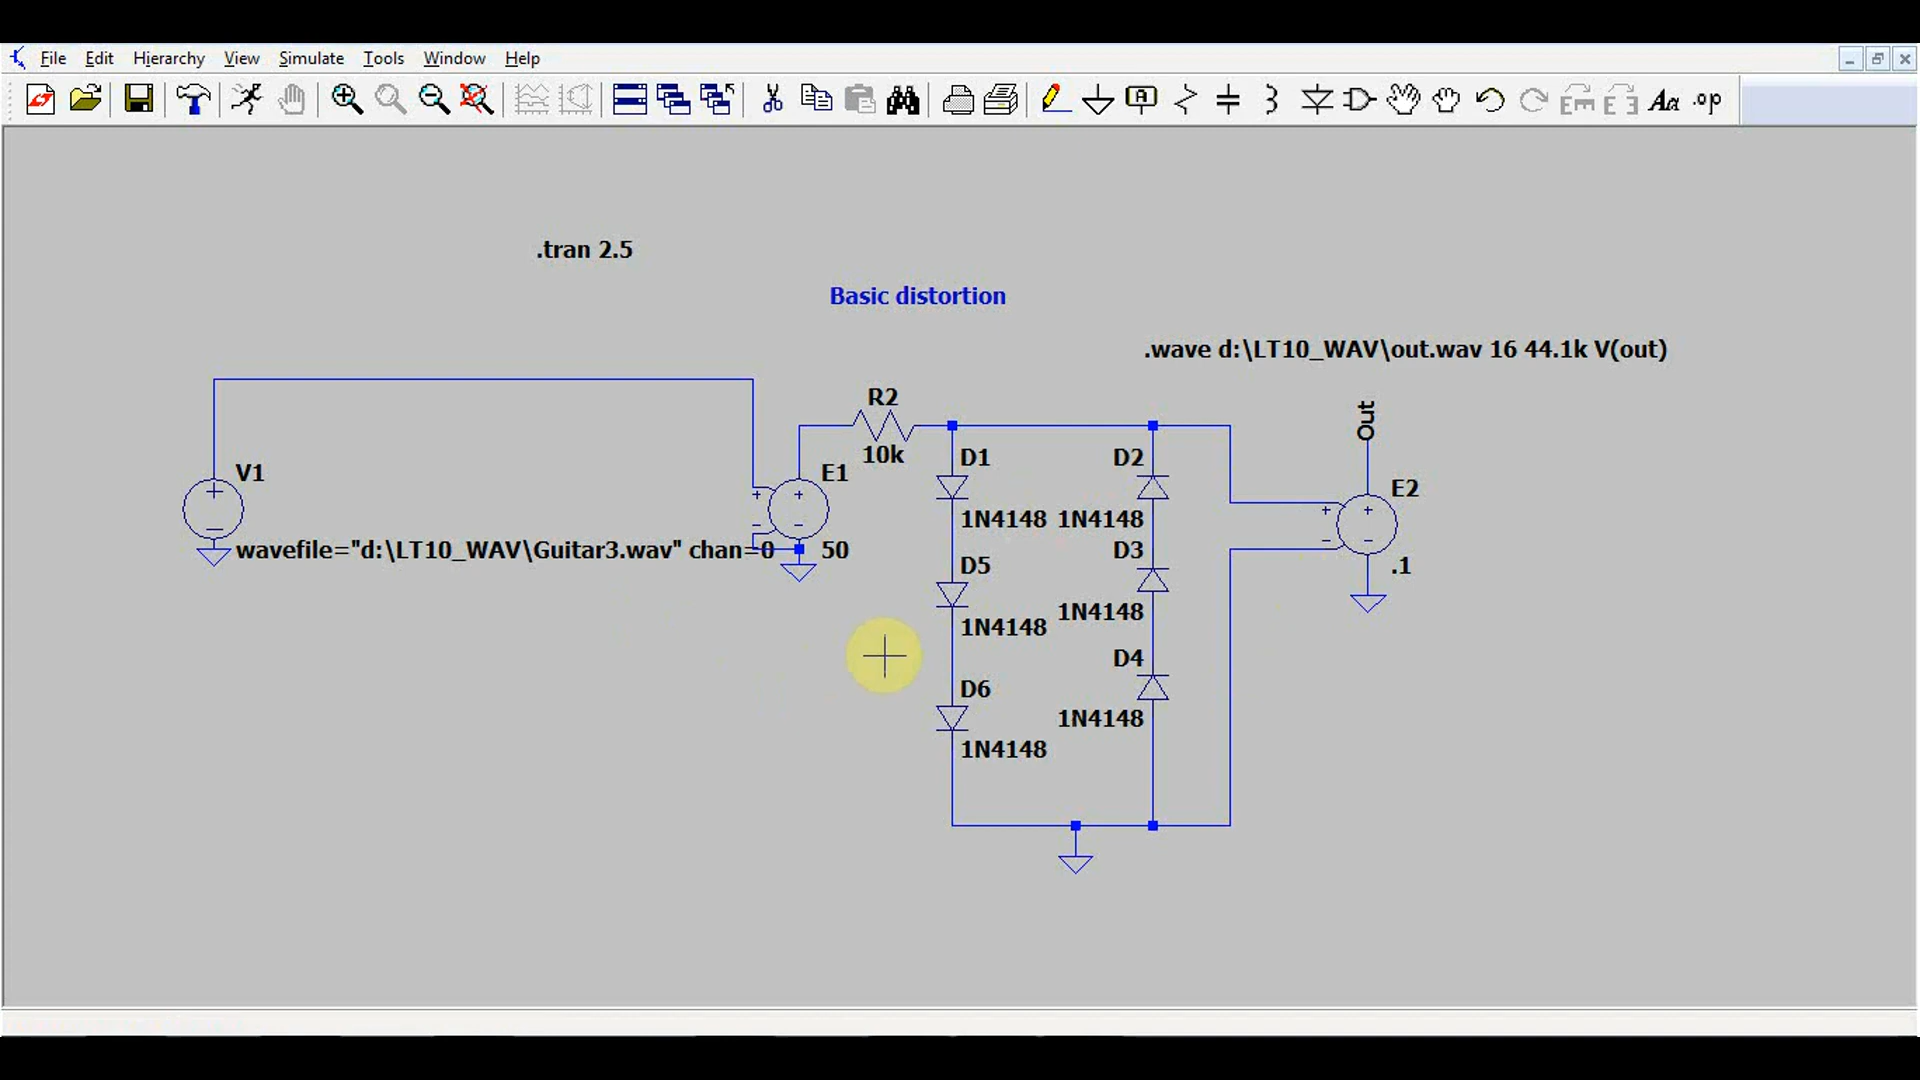 File Edit Hierarchy View Simulate Tools Window Help
A Aa .op
.tran 2.5
Basic distortion
.wave d:\LT10_WAV\out.wav 16 44.1k V(out)
R2
Out
10k
D1
D2
V1
E1
E2
1N4148
1N4148
wavefile="d:\LT10_WAV\Guitar3.wav" chan=0
50
D5
D3
.1
1N4148
1N4148
D6
D4
1N4148
1N4148